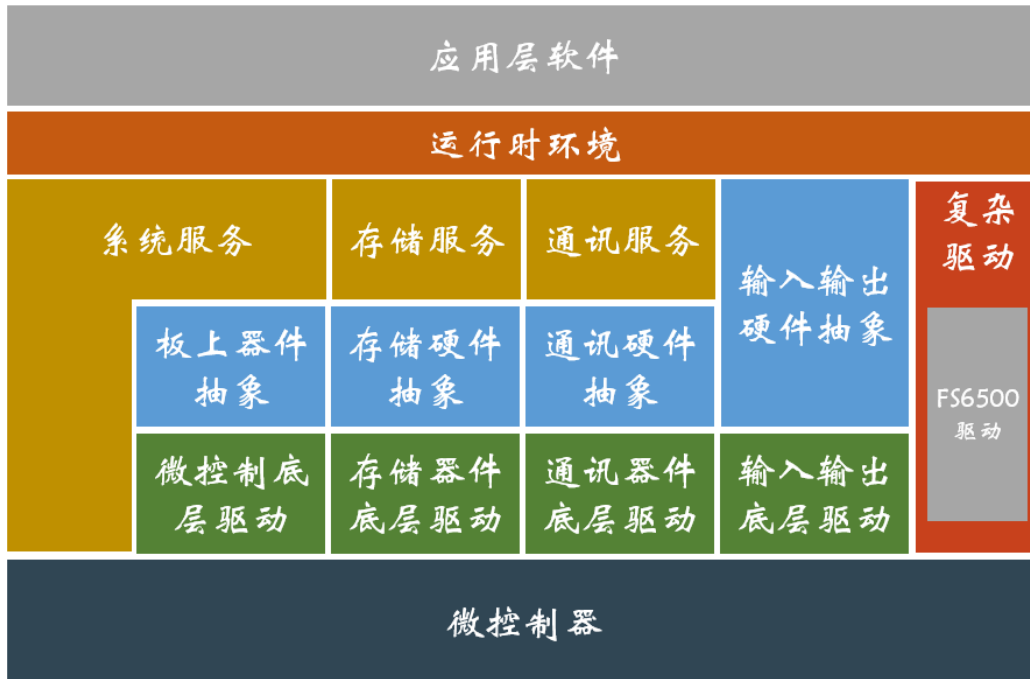 应用层软件
运行时环境
系统服务
存储服务
通讯服务
输入输出
硬件抽象
复杂
驱动
板上器件
抽象
存储硬件
抽象
通讯硬件
抽象
FS6500
驱动
微控制底
层驱动
存储器件
底层驱动
通讯器件
底层驱动
输入输出
底层驱动
微控制器